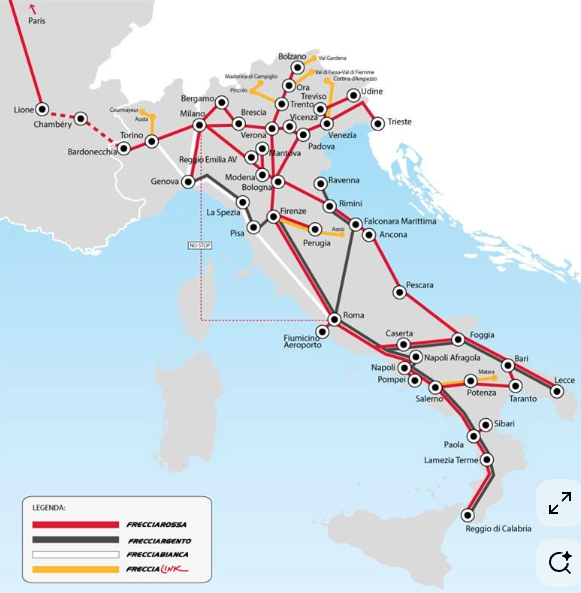 Paris
Lione
Chambéry
Bardonecchia
Courmayeur
Aosta
Torino
Milano
Bergamo
Brescia
Verona
Bolzano
Val Gardena
Val di Fassa-Val di Fiemme
Cortina d'Ampezzo
Madonna di Campiglio
Pinzolo
Ora
Trento
Treviso
Udine
Vicenza
Trieste
Venezia
Padova
Mantova
Reggio Emilia AV
Modena
Bologna
Genova
La Spezia
Pisa
Firenze
Ravenna
Rimini
Falconara Marittima
Ancona
Assisi
Perugia
NO STOP
Pescara
Roma
Fiumicino
Aeroporto
Caserta
Foggia
Napoli Afragola
Bari
Napoli
Pompei
Matera
Lecce
Salerno
Potenza
Taranto
Sibari
Paola
Lamezia Terme
Reggio di Calabria
LEGENDA:
FRECCIAROSSA
FRECCIARGENTO
FRECCIABIANCA
FRECCIALINK